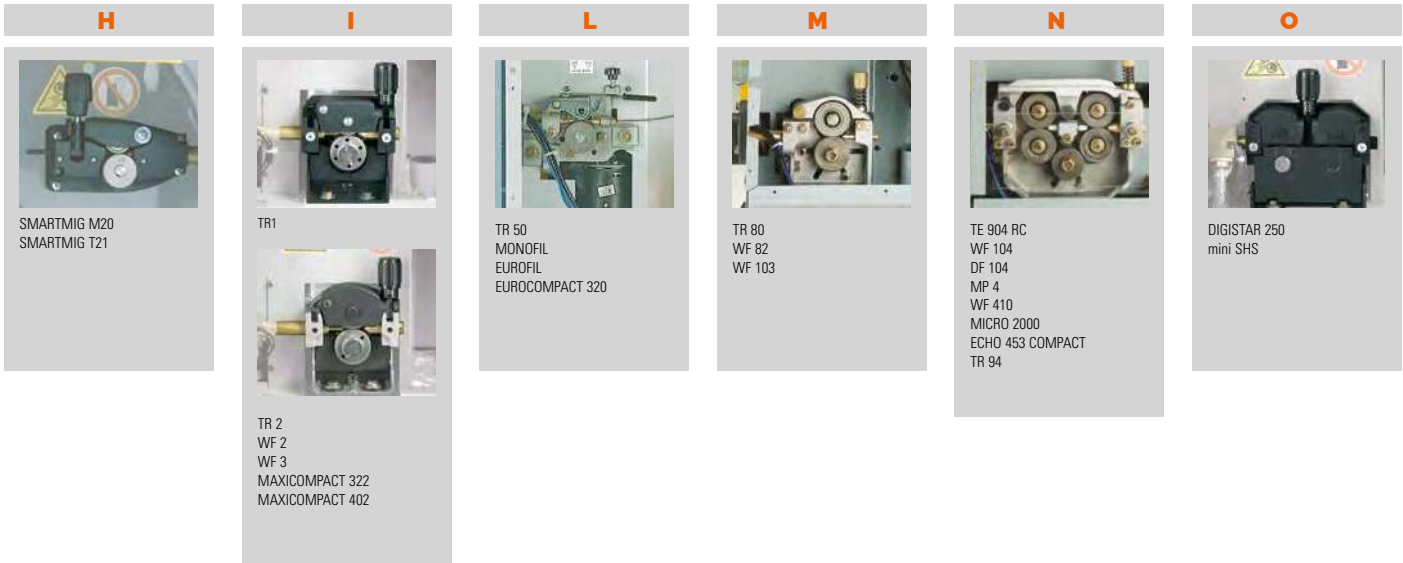 H
SMARTMIG M20
SMARTMIG T21
I
TR1
TR 2
WF 2
WF 3
MAXICOMPACT 322
MAXICOMPACT 402
L
TR 50
MONOFIL
EUROFIL
EUROCOMPACT 320
M
TR 80
WF 82
WF 103
N
TE 904 RC
WF 104
DF 104
MP 4
WF 410
MICRO 2000
ECHO 453 COMPACT
TR 94
O
DIGISTAR 250
mini SHS